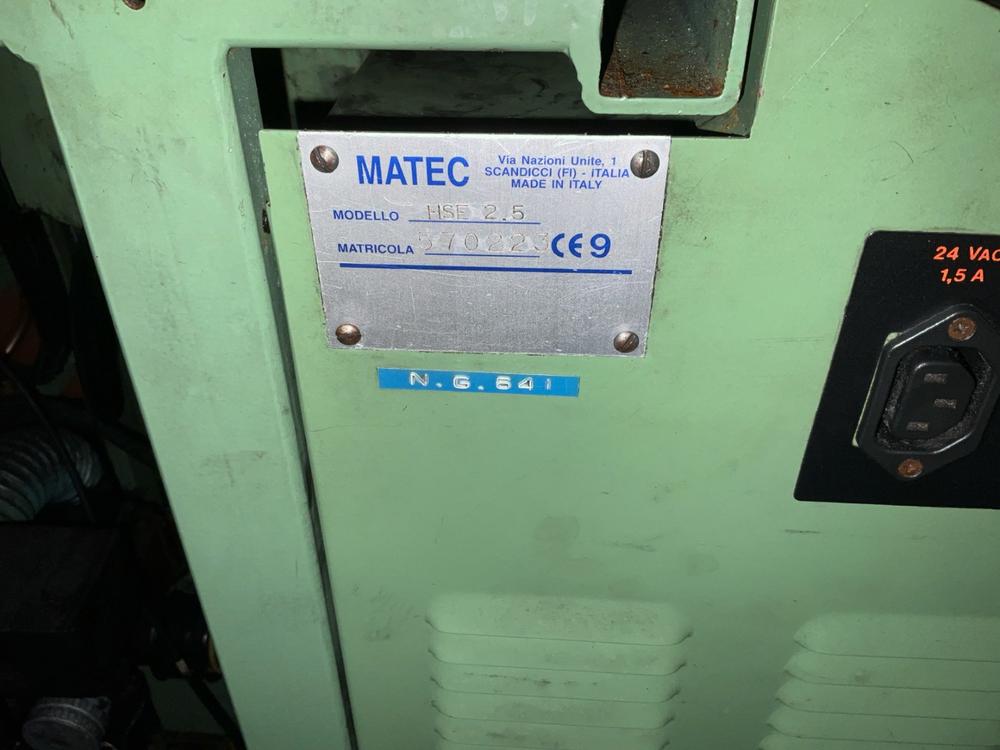 MATEC
Via Nazioni Unite, 1
SCANDICCI (FI) - ITALIA
MADE IN ITALY
MODELLO HSE 2.5
MATRICOLA 570223 CE 9
N.G.641
24 VAC
1,5 A